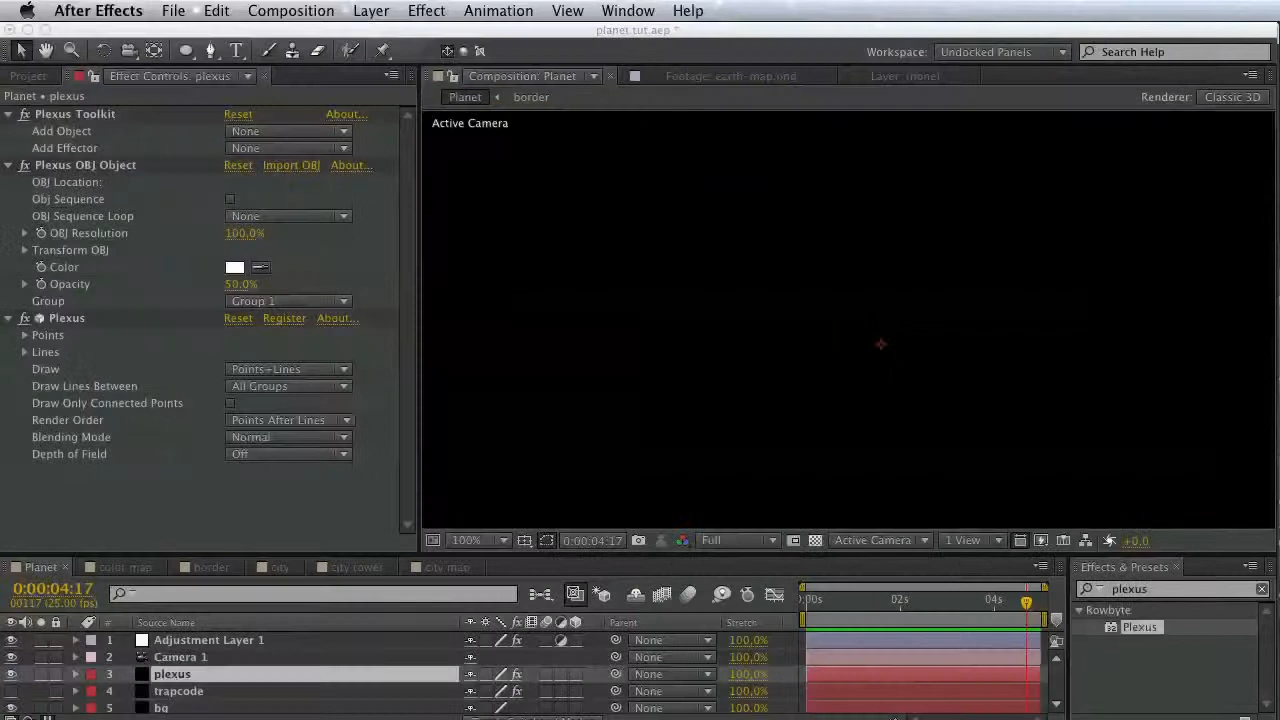 After Effects File Edit Composition Layer Effect Animation View Window Help
planet tut.aep *
Workspace: Undocked Panels Search Help
Project Effect Controls: plexus Composition: Planet Footage: earth-map.png Layer: (none)
Planet • plexus Planet border Renderer: Classic 3D
Active Camera
Plexus Toolkit Reset About...
Add Object None
Add Effector None
Plexus OBJ Object Reset Import OBJ About...
OBJ Location:
Obj Sequence
OBJ Sequence Loop None
OBJ Resolution 100,0%
Transform OBJ
Color
Opacity 50,0%
Group Group 1
Plexus Reset Register About...
Points
Lines
Draw Points+Lines
Draw Lines Between All Groups
Draw Only Connected Points
Render Order Points After Lines
Blending Mode Normal
Depth of Field Off
100% 0:00:04:17 Full Active Camera 1 View +0,0
Planet color map border city city tower city map Effects & Presets
0:00:04:17
00117 (25.00 fps)
plexus
:00s 02s 04s
Rowbyte
Plexus
# Source Name Parent Stretch
1 Adjustment Layer 1 None 100,0%
2 Camera 1 None 100,0%
3 plexus None 100,0%
4 trapcode None 100,0%
5 bg None 100,0%